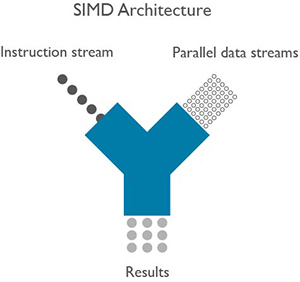 SIMD Architecture
Instruction stream
Parallel data streams
Results